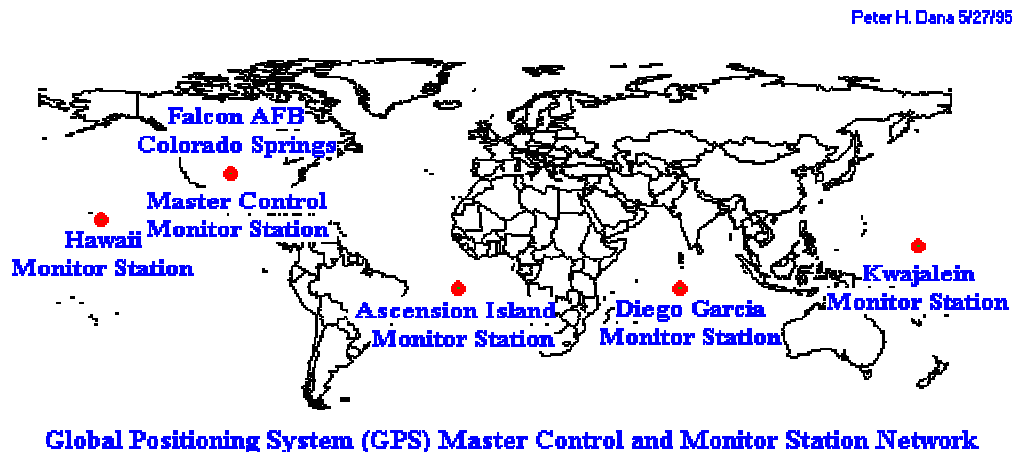 Peter H. Dana 5/27/95
Falcon AFB
Colorado Springs
Master Control
Monitor Station
Hawaii
Monitor Station
Ascension Island
Monitor Station
Diego Garcia
Monitor Station
Kwajalein
Monitor Station
Global Positioning System (GPS) Master Control and Monitor Station Network